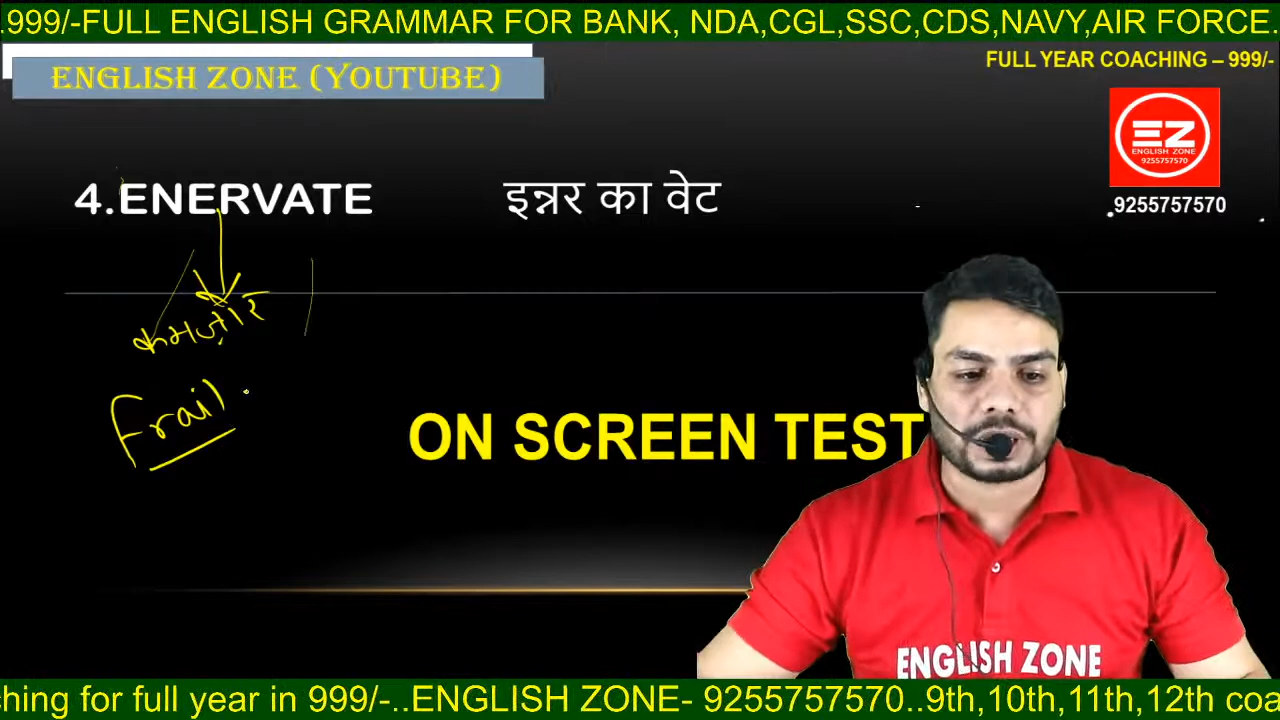 .999/-FULL ENGLISH GRAMMAR FOR BANK, NDA,CGL,SSC,CDS,NAVY,AIR FORCE.
FULL YEAR COACHING – 999/-
ENGLISH ZONE (YOUTUBE)
EZ
ENGLISH ZONE
9255757570
4.ENERVATE इन्नर का वेट
.9255757570
कमज़ोर
Frail
ON SCREEN TEST
ENGLISH ZONE
ching for full year in 999/-..ENGLISH ZONE- 9255757570..9th,10th,11th,12th coa